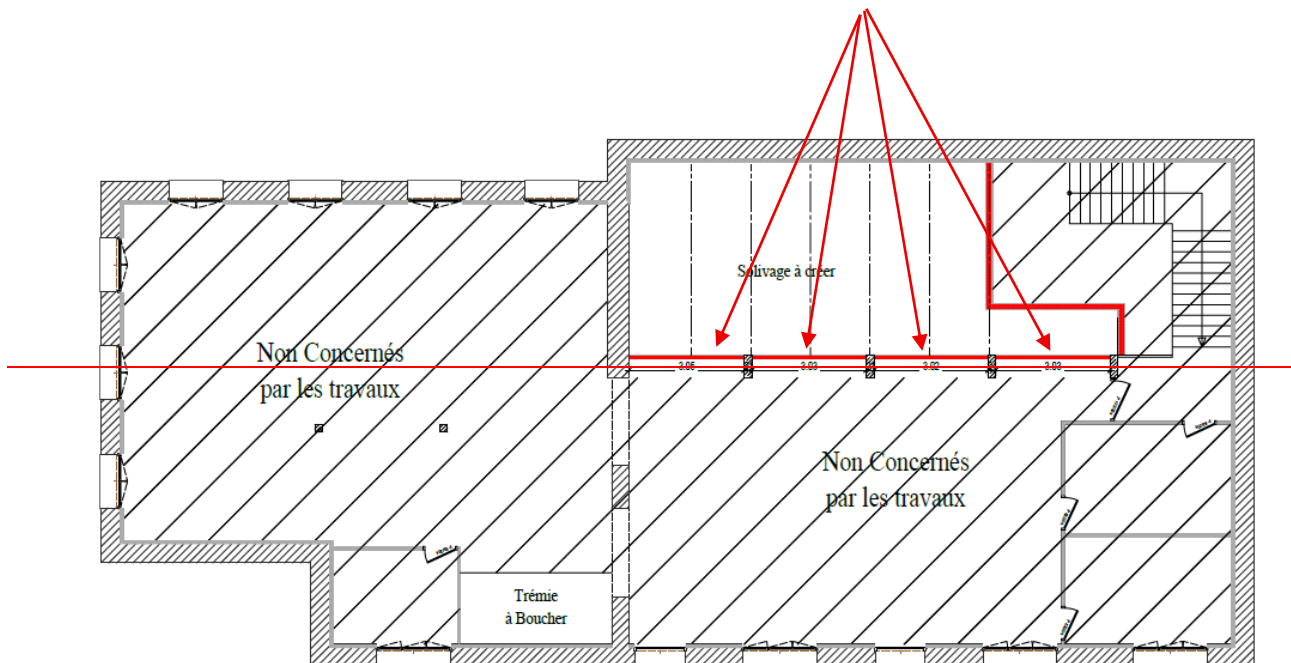 Solivage à créer
Non Concernés
par les travaux
3.05
3.03
3.02
3.03
Non Concernés
par les travaux
Trémie
à Boucher